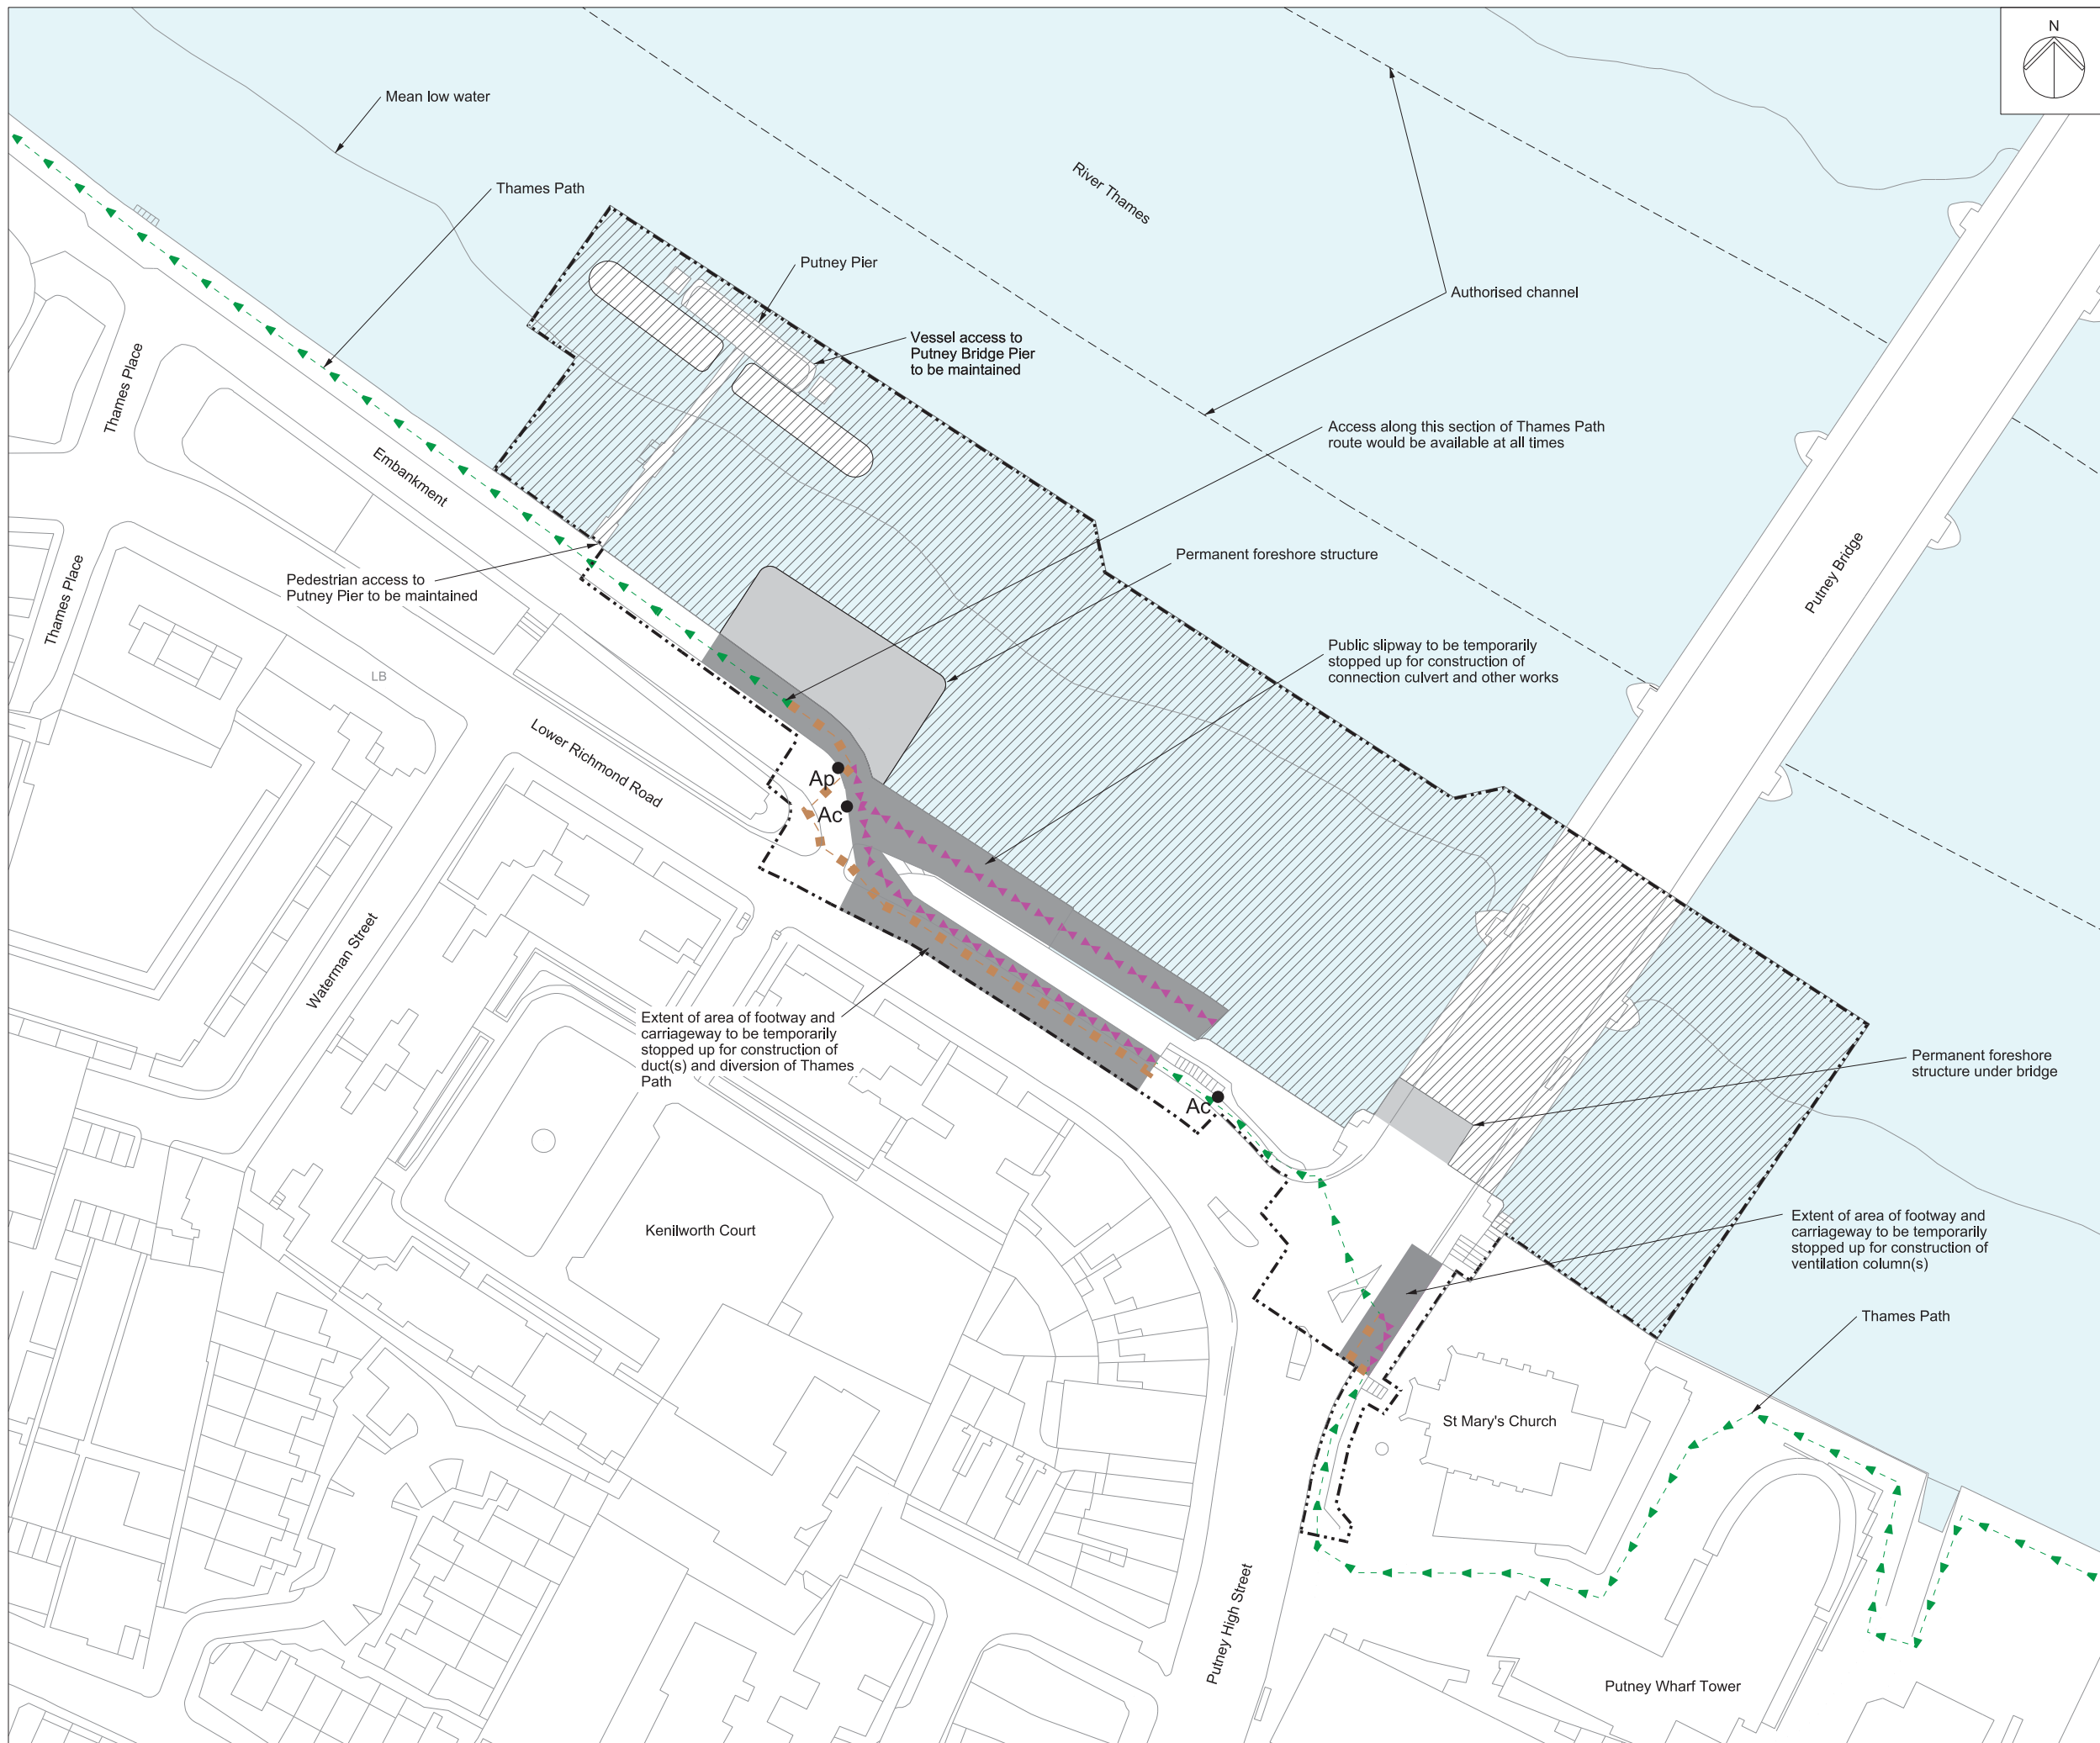 N
Mean low water
Thames Path
River Thames
Putney Pier
Authorised channel
Vessel access to
Putney Bridge Pier
to be maintained
Thames Place
Access along this section of Thames Path
route would be available at all times
Embankment
Permanent foreshore structure
Putney Bridge
Thames Place
Pedestrian access to
Putney Pier to be maintained
Public slipway to be temporarily
stopped up for construction of
connection culvert and other works
LB
Lower Richmond Road
Ap
Ac
Waterman Street
Extent of area of footway and
carriageway to be temporarily
stopped up for construction of
duct(s) and diversion of Thames
Path
Permanent foreshore
structure under bridge
Ac
Kenilworth Court
Extent of area of footway and
carriageway to be temporarily
stopped up for construction of
ventilation column(s)
Thames Path
St Mary's Church
Putney High Street
Putney Wharf Tower